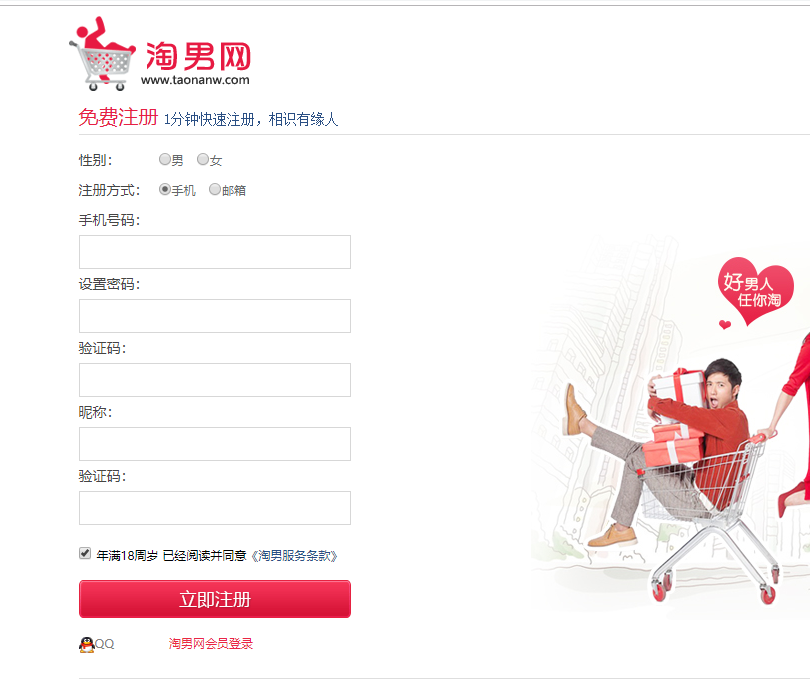 淘男网
www.taonanw.com
免费注册 1分钟快速注册，相识有缘人
性别： 男 女
注册方式： 手机 邮箱
手机号码：
设置密码：
验证码：
昵称：
验证码：
年满18周岁 已经阅读并同意《淘男服务条款》
立即注册
QQ 淘男网会员登录
好男人
任你淘